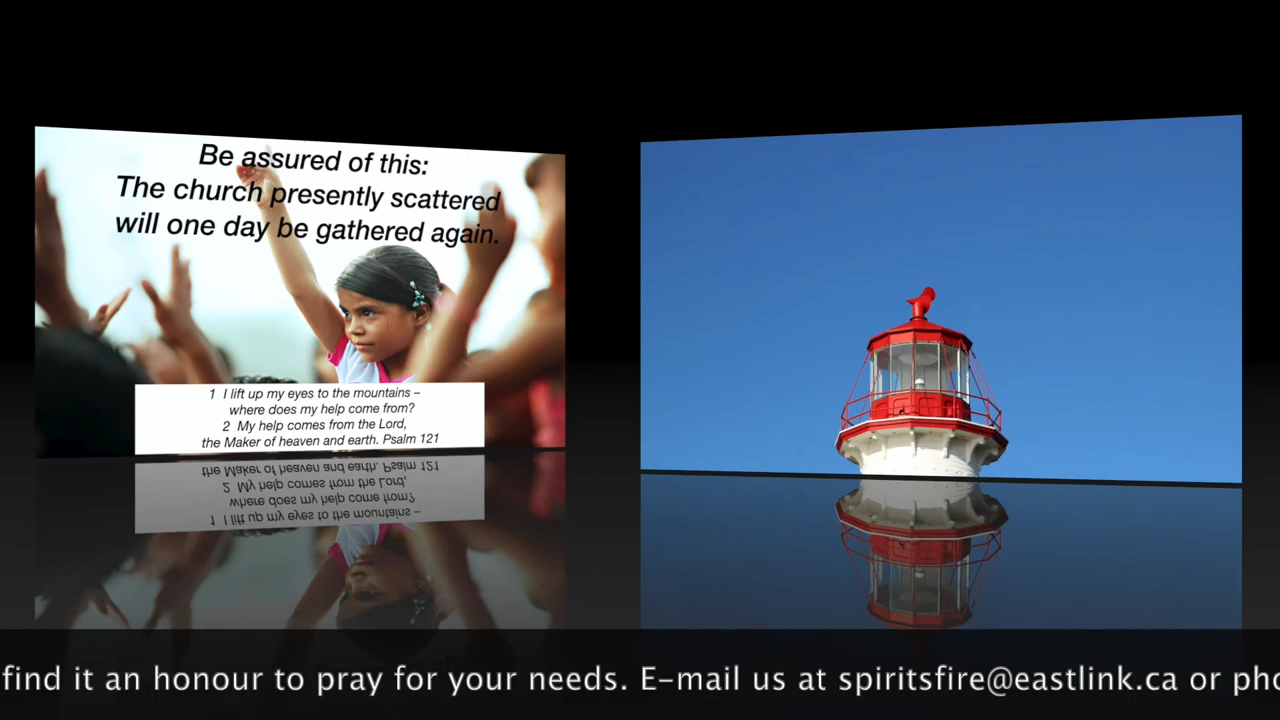 Be assured of this:
The church presently scattered
will one day be gathered again.
1 I lift up my eyes to the mountains –
where does my help come from?
2 My help comes from the Lord,
the Maker of heaven and earth. Psalm 121
find it an honour to pray for your needs. E-mail us at spiritsfire@eastlink.ca or pho